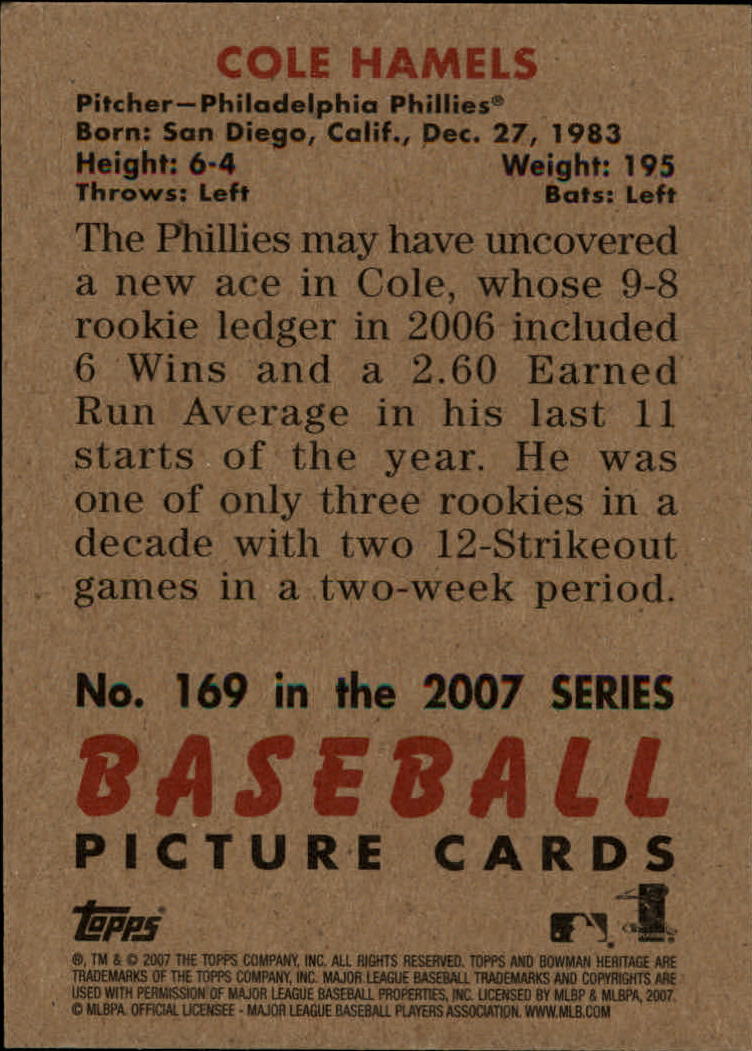 COLE HAMELS
Pitcher—Philadelphia Phillies®
Born: San Diego, Calif., Dec. 27, 1983
Height: 6-4 Weight: 195
Throws: Left Bats: Left
The Phillies may have uncovered
a new ace in Cole, whose 9-8
rookie ledger in 2006 included
6 Wins and a 2.60 Earned
Run Average in his last 11
starts of the year. He was
one of only three rookies in a
decade with two 12-Strikeout
games in a two-week period.
No. 169 in the 2007 SERIES
BASEBALL
PICTURE CARDS
topps
®, TM & © 2007 THE TOPPS COMPANY, INC. ALL RIGHTS RESERVED. TOPPS AND BOWMAN HERITAGE ARE
TRADEMARKS OF THE TOPPS COMPANY, INC. MAJOR LEAGUE BASEBALL TRADEMARKS AND COPYRIGHTS ARE
USED WITH PERMISSION OF MAJOR LEAGUE BASEBALL PROPERTIES, INC. LICENSED BY MLBP & MLBPA, 2007.
© MLBPA. OFFICIAL LICENSEE - MAJOR LEAGUE BASEBALL PLAYERS ASSOCIATION. WWW.MLB.COM